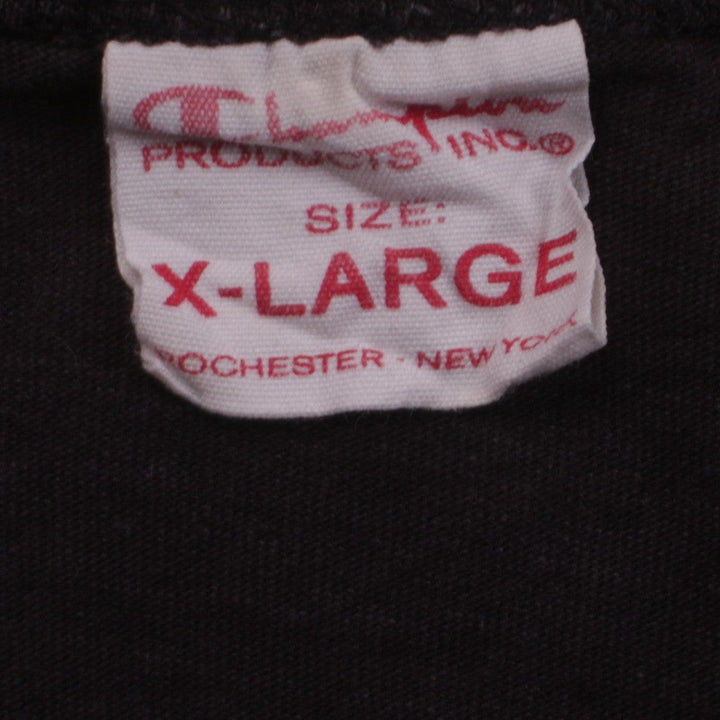 Champion
PRODUCTS INC.®
SIZE:
X-LARGE
ROCHESTER · NEW YORK